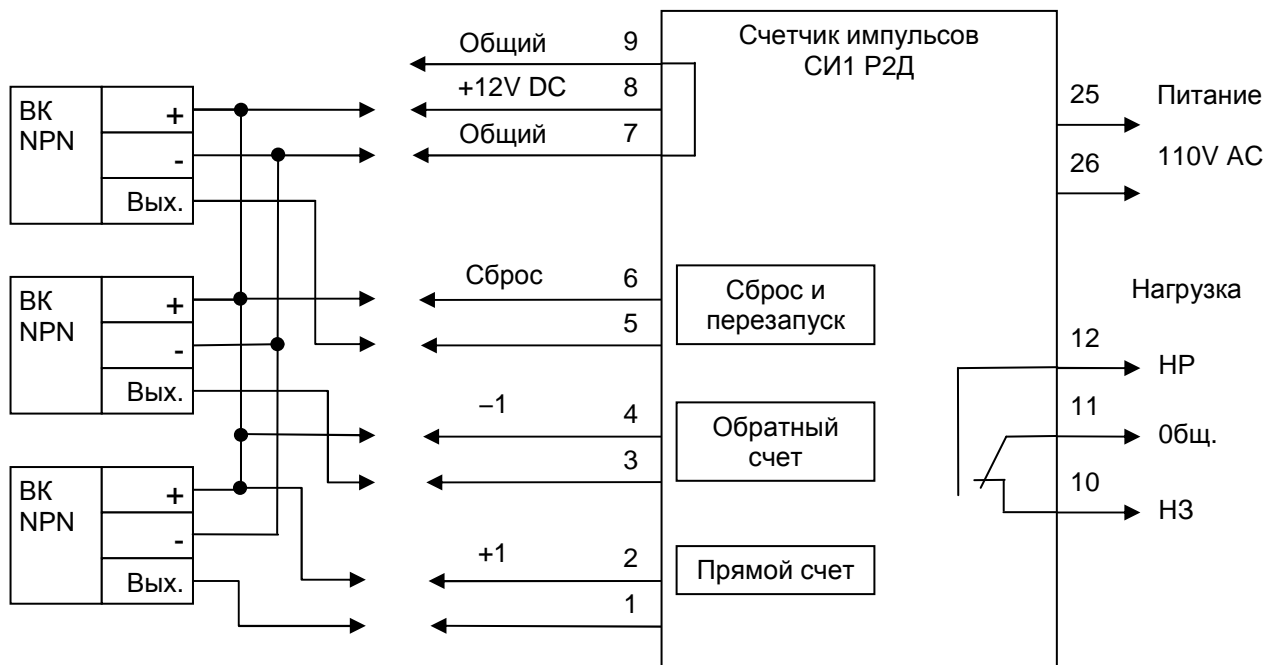 Общий 9
+12V DC 8
Общий 7
Счетчик импульсов
СИ1 Р2Д
25 Питание
26 110V AC
ВК
NPN
+
-
Вых.
Сброс 6
5
Сброс и
перезапуск
Нагрузка
ВК
NPN
+
-
Вых.
–1 4
3
Обратный
счет
12 НР
11 0бщ.
10 НЗ
ВК
NPN
+
-
Вых.
+1 2
1
Прямой счет